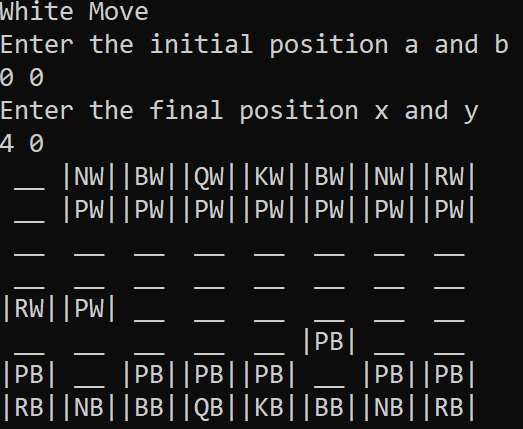 White Move
Enter the initial position a and b
0 0
Enter the final position x and y
4 0
 __ |NW||BW||QW||KW||BW||NW||RW|
 __ |PW||PW||PW||PW||PW||PW||PW|
 __  __  __  __  __  __  __  __
 __  __  __  __  __  __  __  __
|RW||PW| __  __  __  __  __  __
 __  __  __  __  __ |PB| __  __
|PB| __ |PB||PB||PB| __ |PB||PB|
|RB||NB||BB||QB||KB||BB||NB||RB|